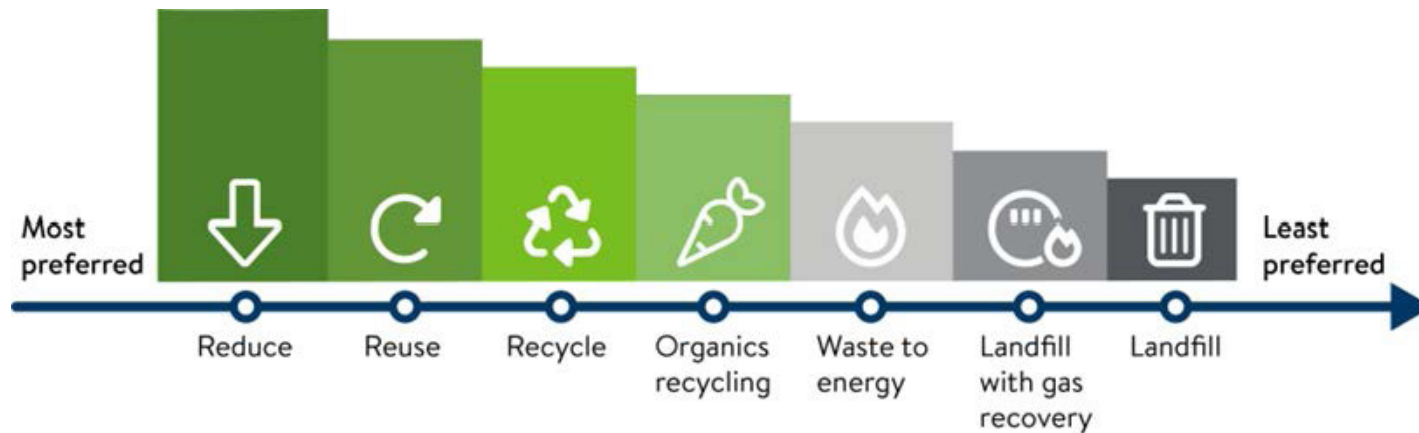 Most
preferred
Least
preferred
Reduce
Reuse
Recycle
Organics
recycling
Waste to
energy
Landfill
with gas
recovery
Landfill